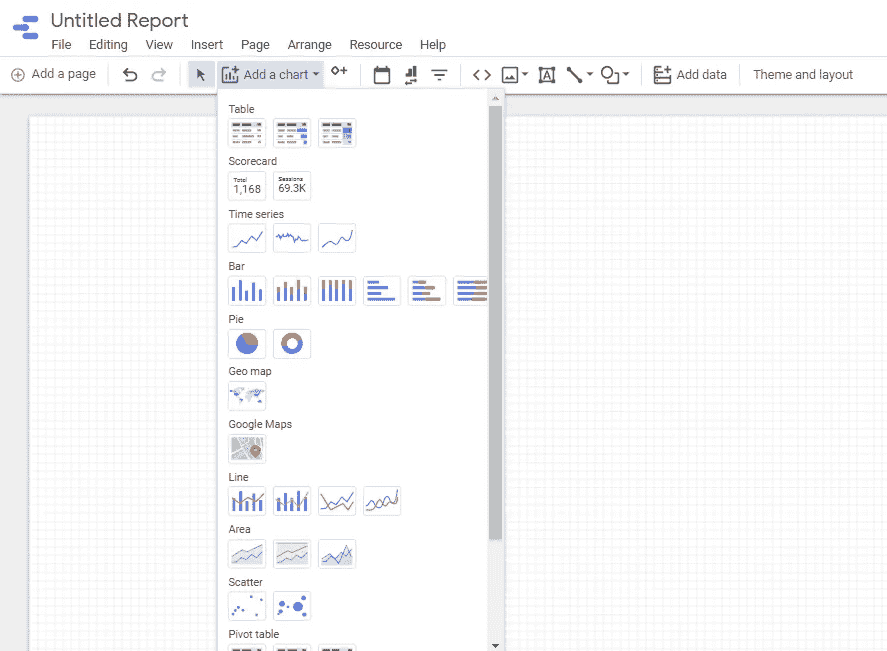 Untitled Report
File Editing View Insert Page Arrange Resource Help
Add a page Add a chart Add data Theme and layout
Table
Scorecard
Total Sessions
1,168 69.3K
Time series
Bar
Pie
Geo map
Google Maps
Line
Area
Scatter
Pivot table